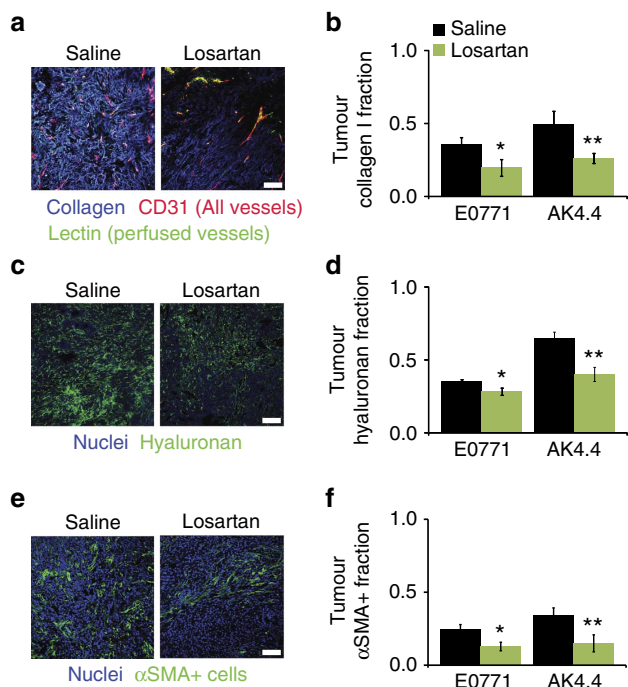 a
Saline Losartan
Collagen CD31 (All vessels)
Lectin (perfused vessels)
b
Saline
Losartan
Tumour
collagen I fraction
1.0
0.5
0.0
* **
E0771 AK4.4
c
Saline Losartan
Nuclei Hyaluronan
d
Tumour
hyaluronan fraction
1.0
0.5
0.0
* **
E0771 AK4.4
e
Saline Losartan
Nuclei αSMA+ cells
f
Tumour
αSMA+ fraction
1.0
0.5
0.0
* **
E0771 AK4.4